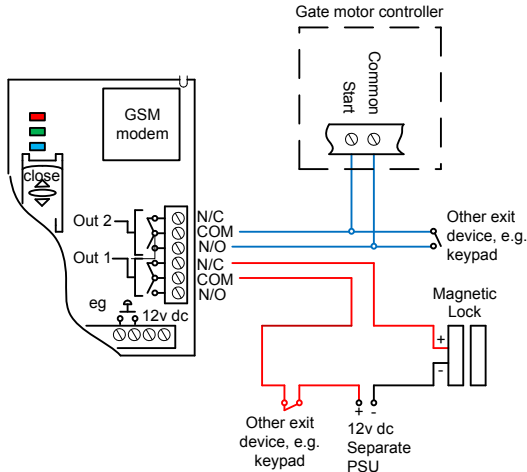 Gate motor controller
Start
Common
GSM
modem
close
Out 2
Out 1
N/C
COM
N/O
N/C
COM
N/O
eg
12v dc
Other exit
device, e.g.
keypad
Magnetic
Lock
+
-
Other exit
device, e.g.
keypad
+ -
12v dc
Separate
PSU